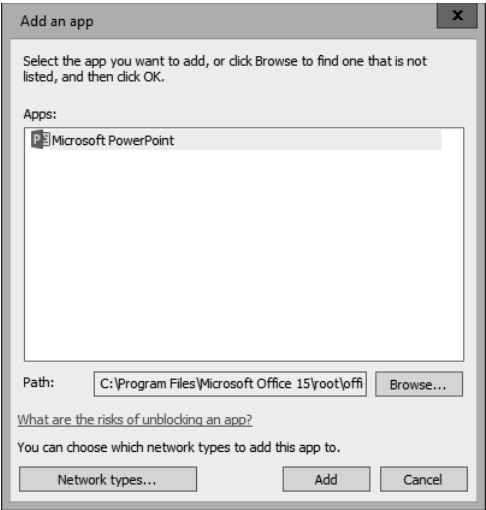 Add an app
x
Select the app you want to add, or click Browse to find one that is not
listed, and then click OK.
Apps:
P Microsoft PowerPoint
Path: C:\Program Files\Microsoft Office 15\root\offi Browse...
What are the risks of unblocking an app?
You can choose which network types to add this app to.
Network types... Add Cancel